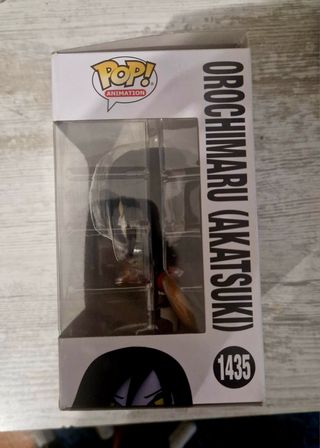 POP!
ANIMATION
OROCHIMARU (AKATSUKI)
1435